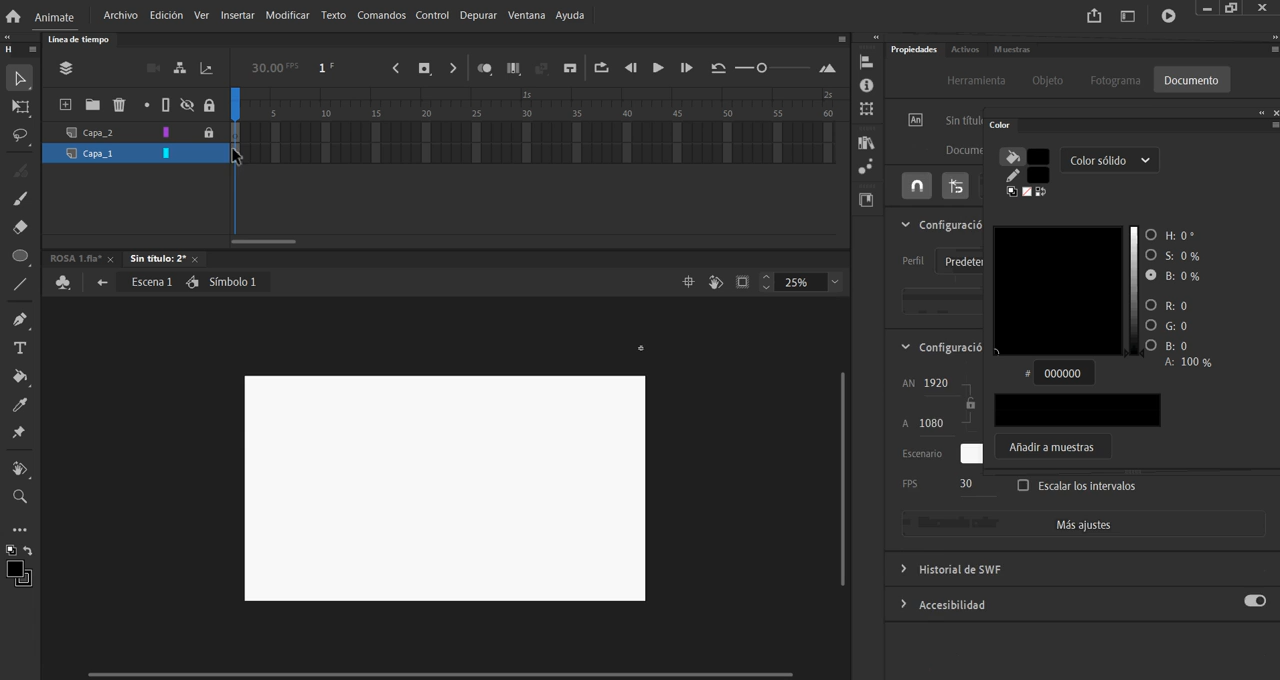 Animate Archivo Edición Ver Insertar Modificar Texto Comandos Control Depurar Ventana Ayuda
Línea de tiempo
H
30.00 FPS 1 F
1s 2s
5 10 15 20 25 30 35 40 45 50 55 60
Capa_2
Capa_1
ROSA 1.fla* × Sin título: 2* ×
Escena 1 Símbolo 1 25%
Propiedades Activos Muestras
Herramienta Objeto Fotograma Documento
An Sin títul
Docume
Configuració
Perfil Predeter
Configuració
AN 1920
A 1080
Escenario
FPS 30 Escalar los intervalos
Más ajustes
Historial de SWF
Accesibilidad
Color
Color sólido
H: 0 °
S: 0 %
B: 0 %
R: 0
G: 0
B: 0
A: 100 %
# 000000
Añadir a muestras